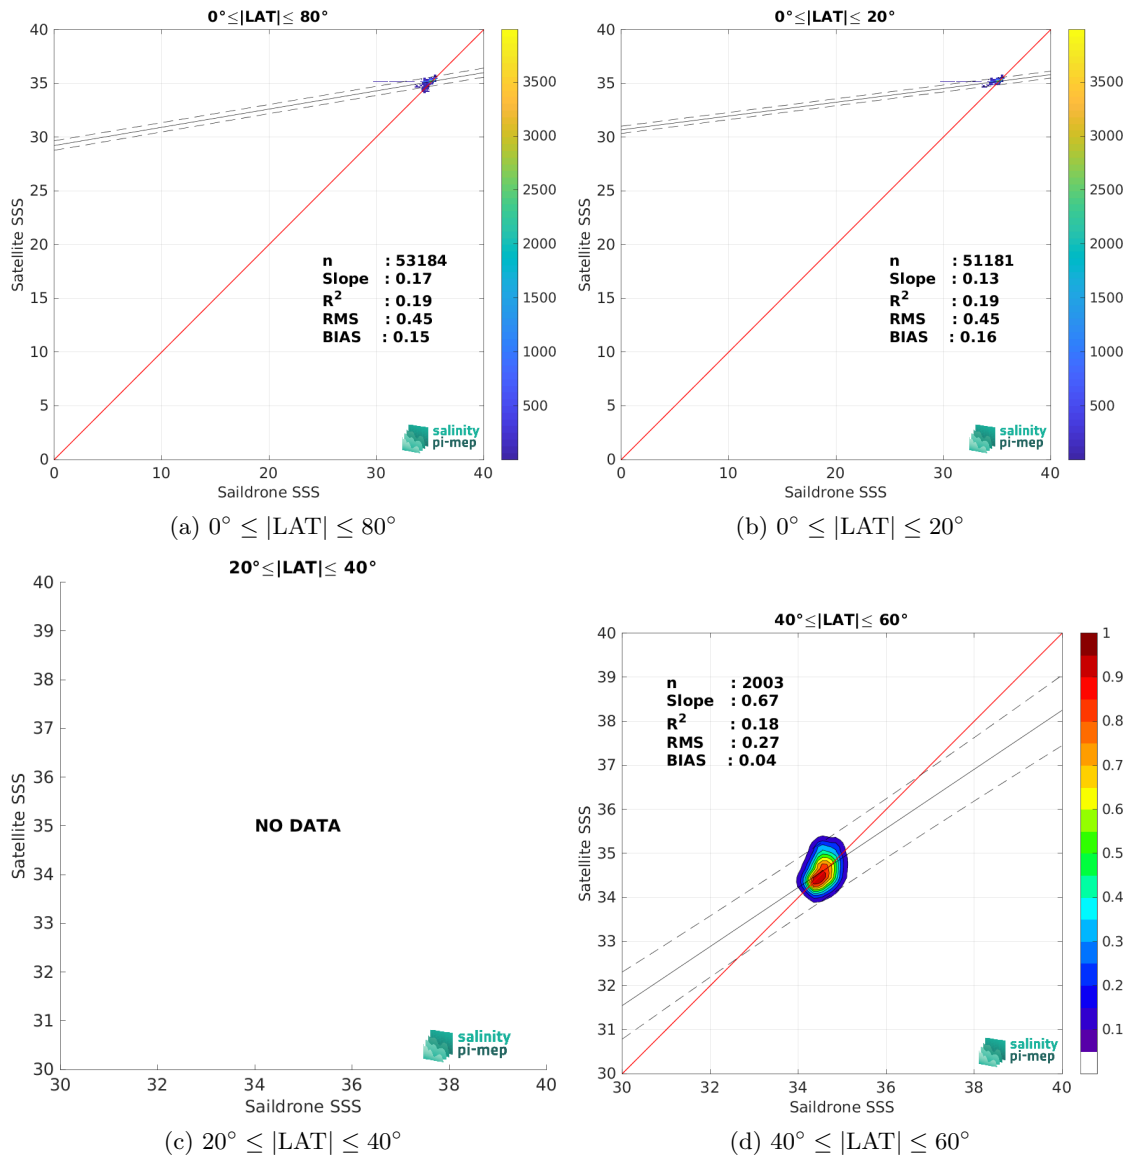 0°≤|LAT|≤ 80°
40
35
30
25
20
15
10
5
0
Satellite SSS
n : 53184
Slope : 0.17
R² : 0.19
RMS : 0.45
BIAS : 0.15
salinity
pi-mep
0 10 20 30 40
Saildrone SSS
3500
3000
2500
2000
1500
1000
500
(a) 0° ≤ |LAT| ≤ 80°
0°≤|LAT|≤ 20°
40
35
30
25
20
15
10
5
0
Satellite SSS
n : 51181
Slope : 0.13
R² : 0.19
RMS : 0.45
BIAS : 0.16
salinity
pi-mep
0 10 20 30 40
Saildrone SSS
3500
3000
2500
2000
1500
1000
500
(b) 0° ≤ |LAT| ≤ 20°
20°≤|LAT|≤ 40°
40
39
38
37
36
35
34
33
32
31
30
Satellite SSS
NO DATA
salinity
pi-mep
30 32 34 36 38 40
Saildrone SSS
(c) 20° ≤ |LAT| ≤ 40°
40°≤|LAT|≤ 60°
40
39
38
37
36
35
34
33
32
31
30
Satellite SSS
n : 2003
Slope : 0.67
R² : 0.18
RMS : 0.27
BIAS : 0.04
salinity
pi-mep
30 32 34 36 38 40
Saildrone SSS
1
0.9
0.8
0.7
0.6
0.5
0.4
0.3
0.2
0.1
(d) 40° ≤ |LAT| ≤ 60°